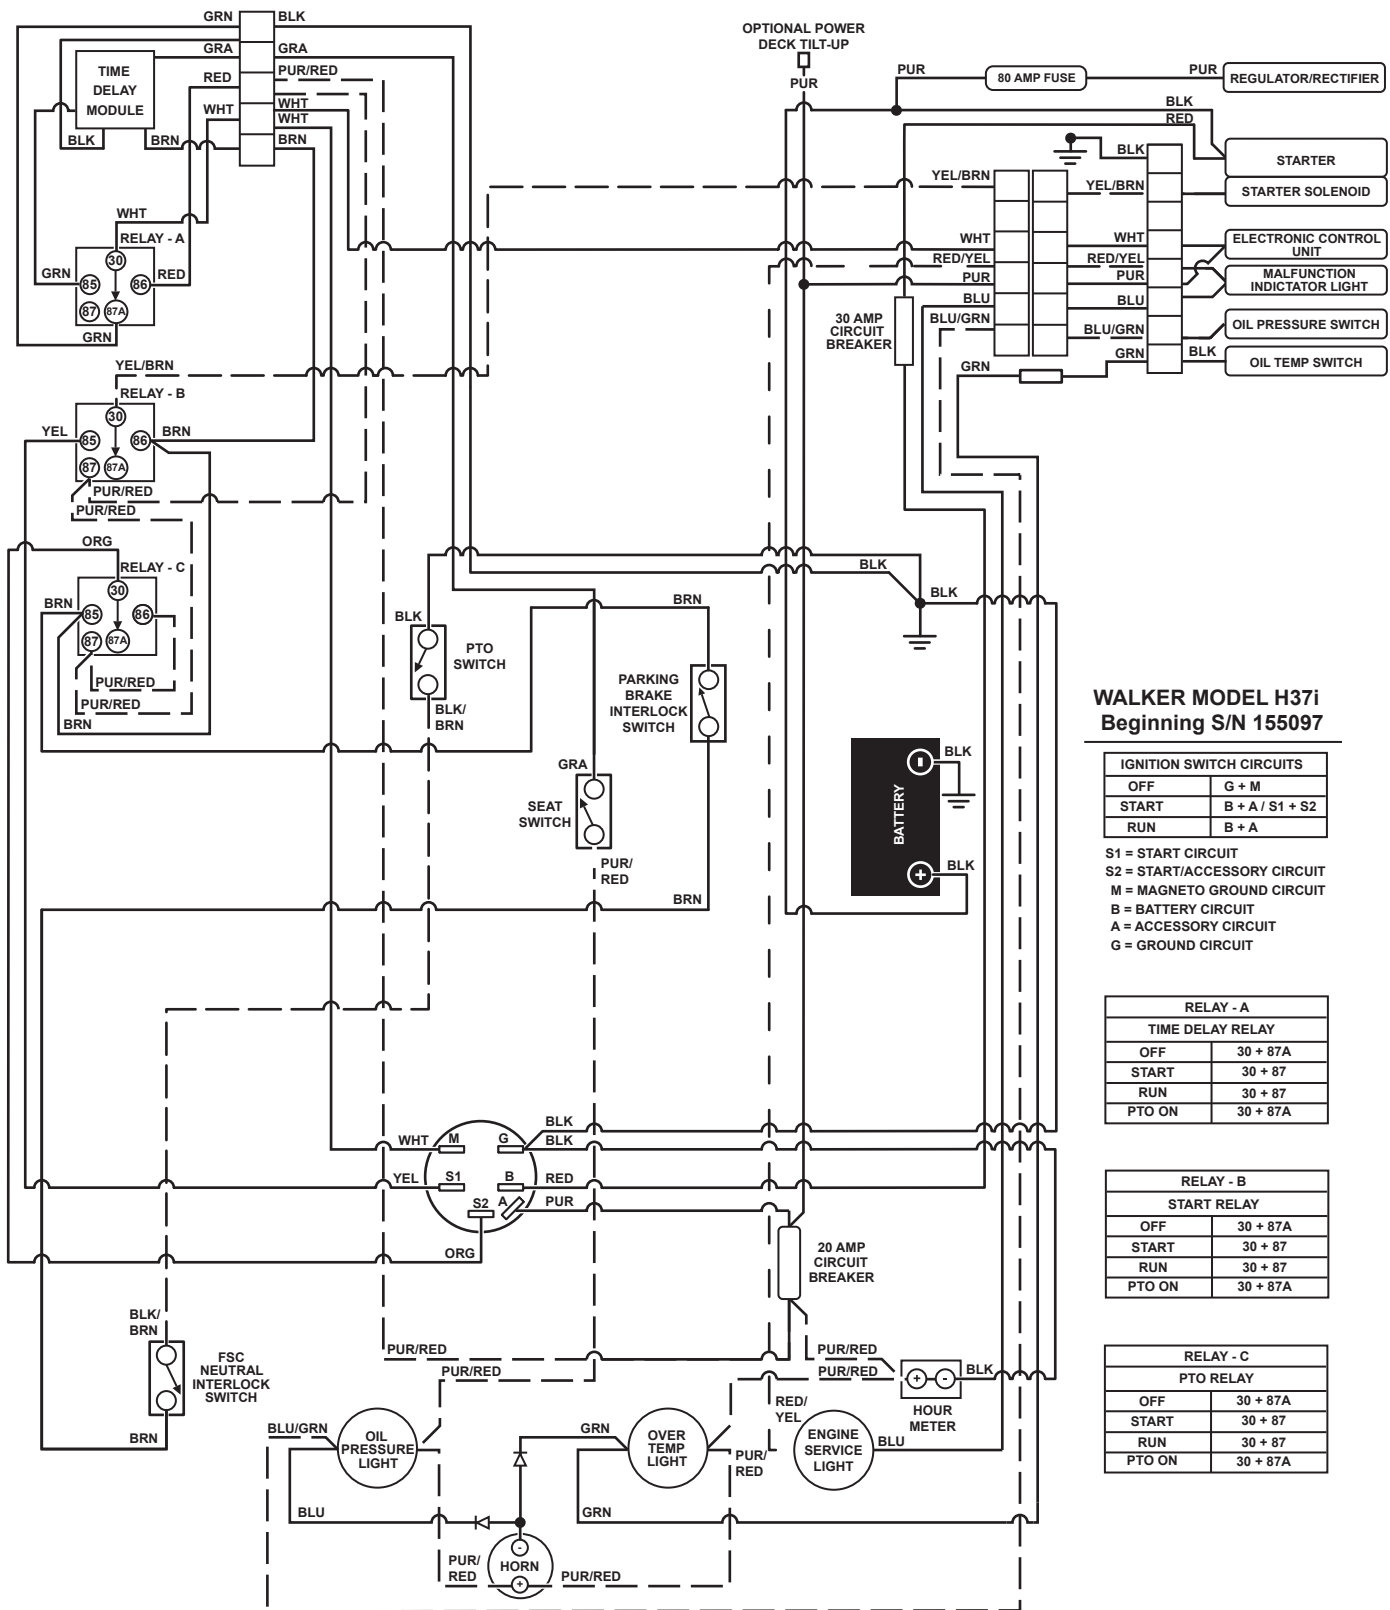 GRN
BLK
OPTIONAL POWER
DECK TILT-UP
PUR
GRA
GRA
TIME
DELAY
MODULE
PUR/RED
RED
WHT
WHT
WHT
BLK
BRN
BRN
PUR
80 AMP FUSE
PUR
REGULATOR/RECTIFIER
BLK
RED
BLK
STARTER
YEL/BRN
YEL/BRN
STARTER SOLENOID
WHT
RELAY - A
30
GRN
85
86
RED
87
87A
GRN
WHT
WHT
ELECTRONIC CONTROL
UNIT
RED/YEL
RED/YEL
PUR
PUR
MALFUNCTION
INDICTATOR LIGHT
BLU
BLU
30 AMP
CIRCUIT
BREAKER
BLU/GRN
BLU/GRN
OIL PRESSURE SWITCH
GRN
GRN
BLK
OIL TEMP SWITCH
YEL/BRN
RELAY - B
30
YEL
85
86
BRN
87
87A
PUR/RED
PUR/RED
ORG
RELAY - C
30
BRN
85
86
87
87A
PUR/RED
PUR/RED
BRN
BLK
BLK
BRN
BLK
PTO
SWITCH
BLK/
BRN
PARKING
BRAKE
INTERLOCK
SWITCH
GRA
SEAT
SWITCH
PUR/
RED
BRN
BATTERY
-
BLK
+
BLK
WALKER MODEL H37i
Beginning S/N 155097
IGNITION SWITCH CIRCUITS
OFF G + M
START B + A / S1 + S2
RUN B + A
S1 = START CIRCUIT
S2 = START/ACCESSORY CIRCUIT
M = MAGNETO GROUND CIRCUIT
B = BATTERY CIRCUIT
A = ACCESSORY CIRCUIT
G = GROUND CIRCUIT
RELAY - A
TIME DELAY RELAY
OFF 30 + 87A
START 30 + 87
RUN 30 + 87
PTO ON 30 + 87A
RELAY - B
START RELAY
OFF 30 + 87A
START 30 + 87
RUN 30 + 87
PTO ON 30 + 87A
RELAY - C
PTO RELAY
OFF 30 + 87A
START 30 + 87
RUN 30 + 87
PTO ON 30 + 87A
WHT
M
G
BLK
BLK
YEL
S1
B
RED
S2
A
PUR
ORG
20 AMP
CIRCUIT
BREAKER
BLK/
BRN
FSC
NEUTRAL
INTERLOCK
SWITCH
BRN
PUR/RED
PUR/RED
PUR/RED
PUR/RED
+
-
BLK
HOUR
METER
BLU/GRN
OIL
PRESSURE
LIGHT
BLU
GRN
OVER
TEMP
LIGHT
GRN
PUR/
RED
RED/
YEL
ENGINE
SERVICE
LIGHT
BLU
-
HORN
+
PUR/
RED
PUR/RED